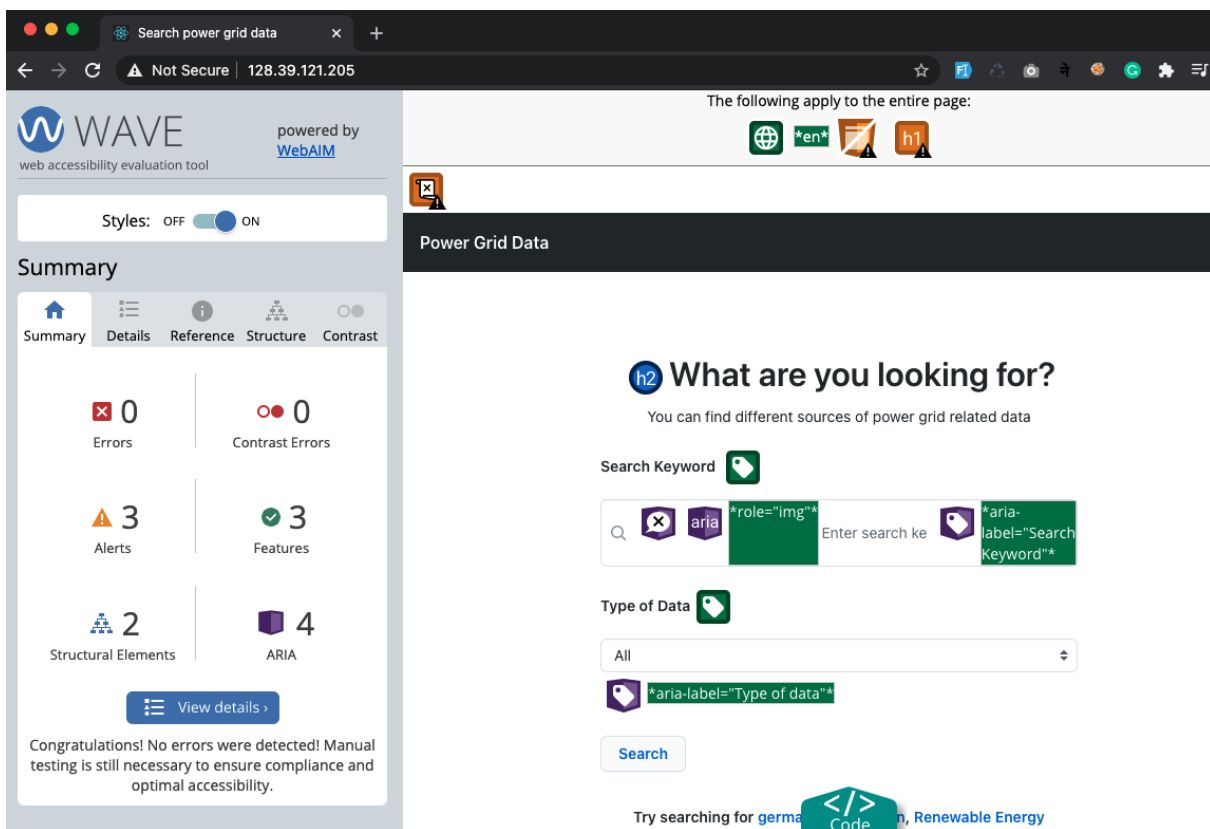 Search power grid data
Not Secure 128.39.121.205
WAVE
web accessibility evaluation tool
powered by
WebAIM
Styles: OFF ON
Summary
Summary Details Reference Structure Contrast
0
Errors
0
Contrast Errors
3
Alerts
3
Features
2
Structural Elements
4
ARIA
View details ›
Congratulations! No errors were detected! Manual
testing is still necessary to ensure compliance and
optimal accessibility.
The following apply to the entire page:
*en* h1
Power Grid Data
h2 What are you looking for?
You can find different sources of power grid related data
Search Keyword
aria *role="img"* Enter search ke *aria-
label="Search
Keyword"*
Type of Data
All
*aria-label="Type of data"*
Search
Try searching for
Renewable Energy
</>
Code